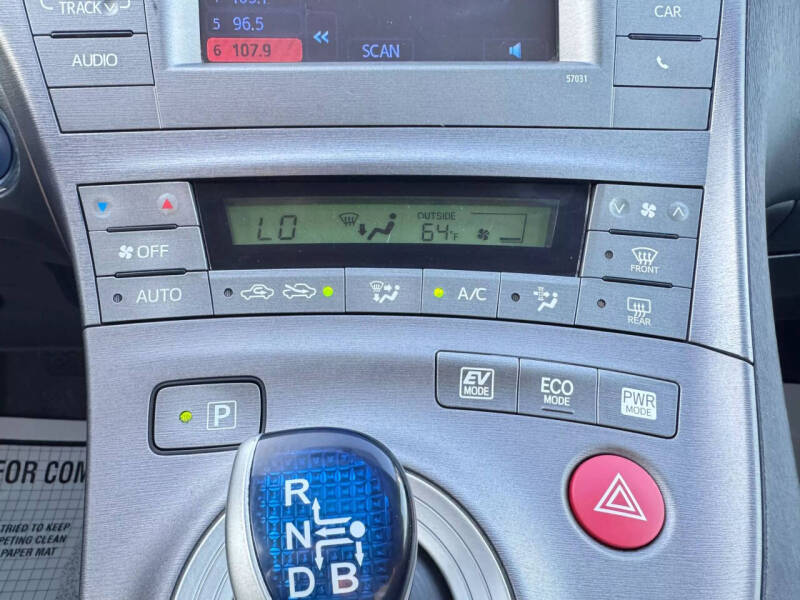 TRACK
AUDIO
5 96.5
6 107.9
SCAN
57031
CAR
OFF
AUTO
LO
OUTSIDE
64°F
A/C
FRONT
REAR
P
EV
MODE
ECO
MODE
PWR
MODE
R
N
D B
FOR COM
TRIED TO KEEP
PETING CLEAN
PAPER MAT